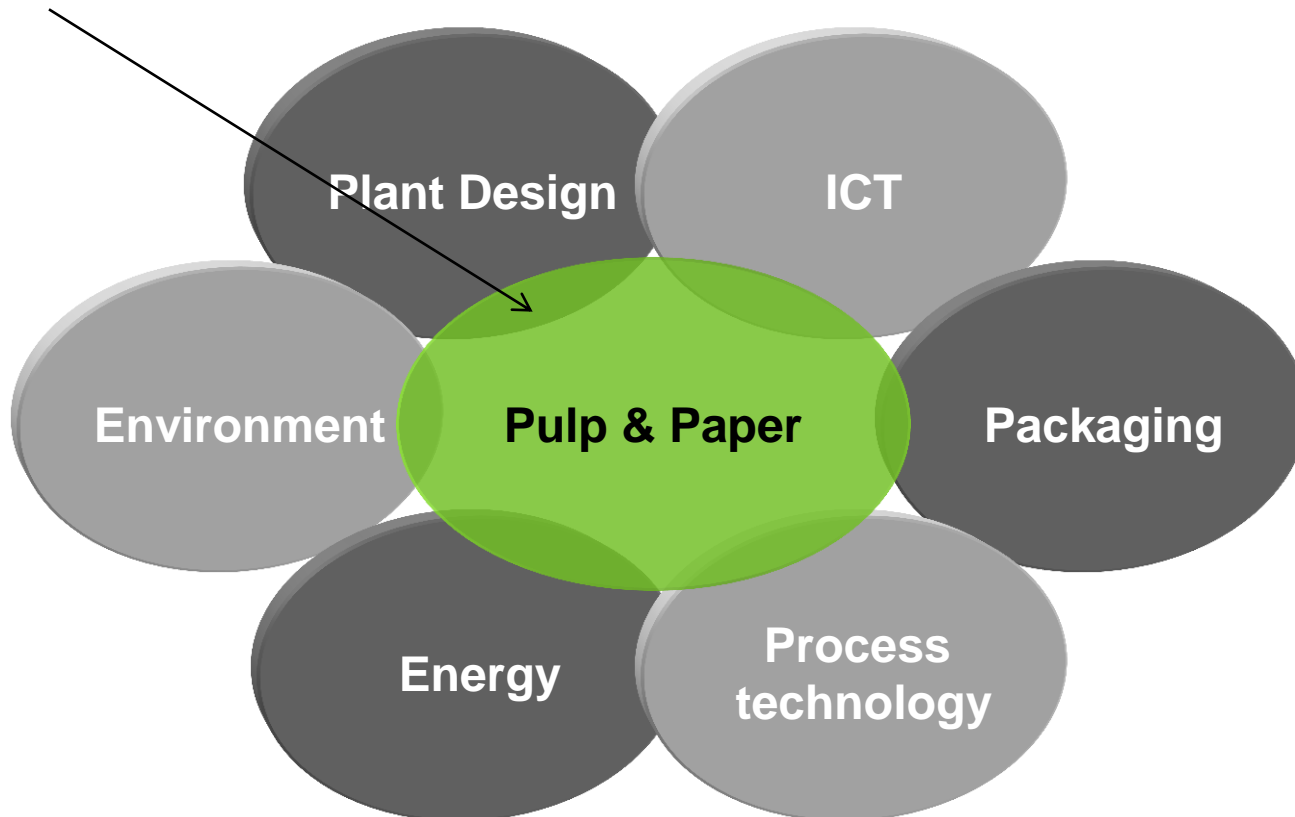 Plant Design
ICT
Environment
Pulp & Paper
Packaging
Energy
Process
technology